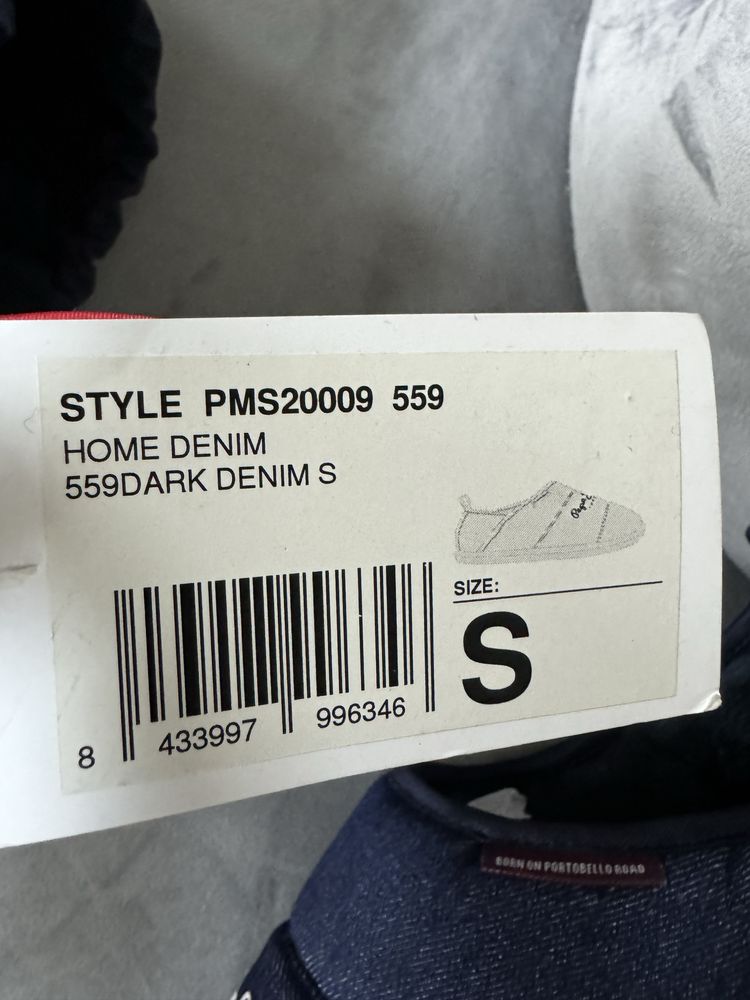 STYLE PMS20009 559
HOME DENIM
559DARK DENIM S
SIZE:
S
8 433997 996346
BORN ON PORTOBELLO ROAD